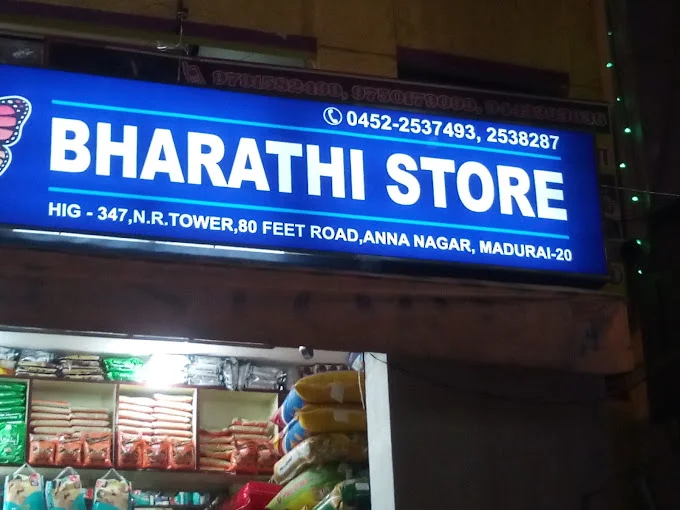 0452-2537493, 2538287
BHARATHI STORE
HIG - 347,N.R.TOWER,80 FEET ROAD,ANNA NAGAR, MADURAI-20